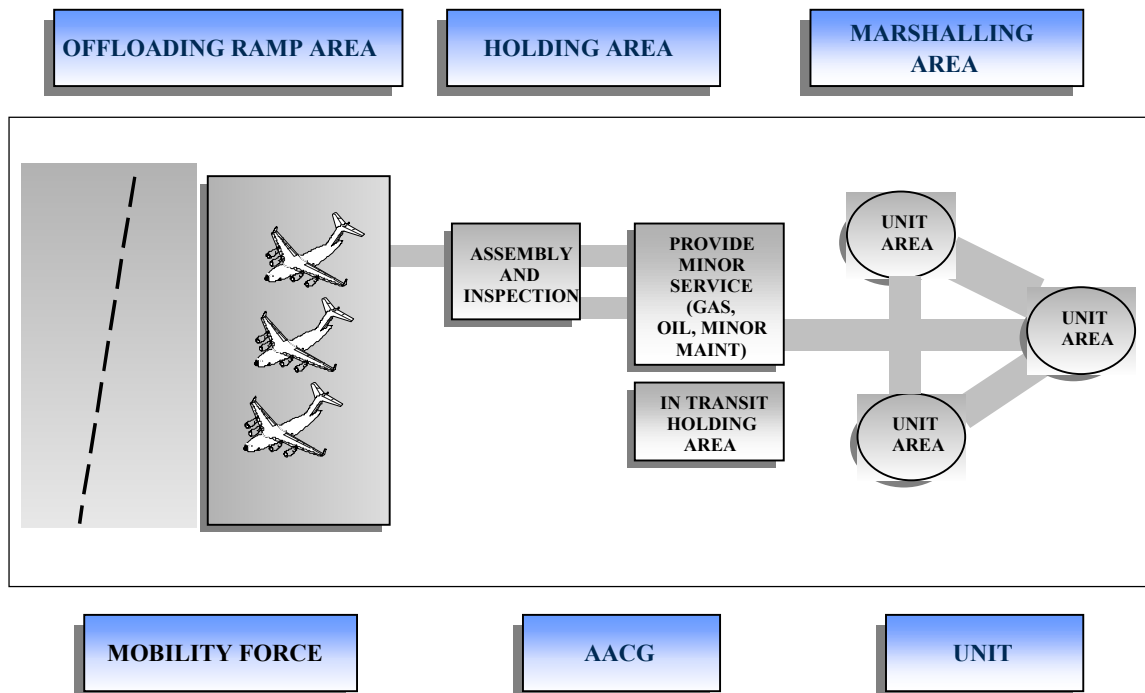 OFFLOADING RAMP AREA
HOLDING AREA
MARSHALLING
AREA
ASSEMBLY
AND
INSPECTION
PROVIDE
MINOR
SERVICE
(GAS,
OIL, MINOR
MAINT)
IN TRANSIT
HOLDING
AREA
UNIT
AREA
UNIT
AREA
UNIT
AREA
MOBILITY FORCE
AACG
UNIT